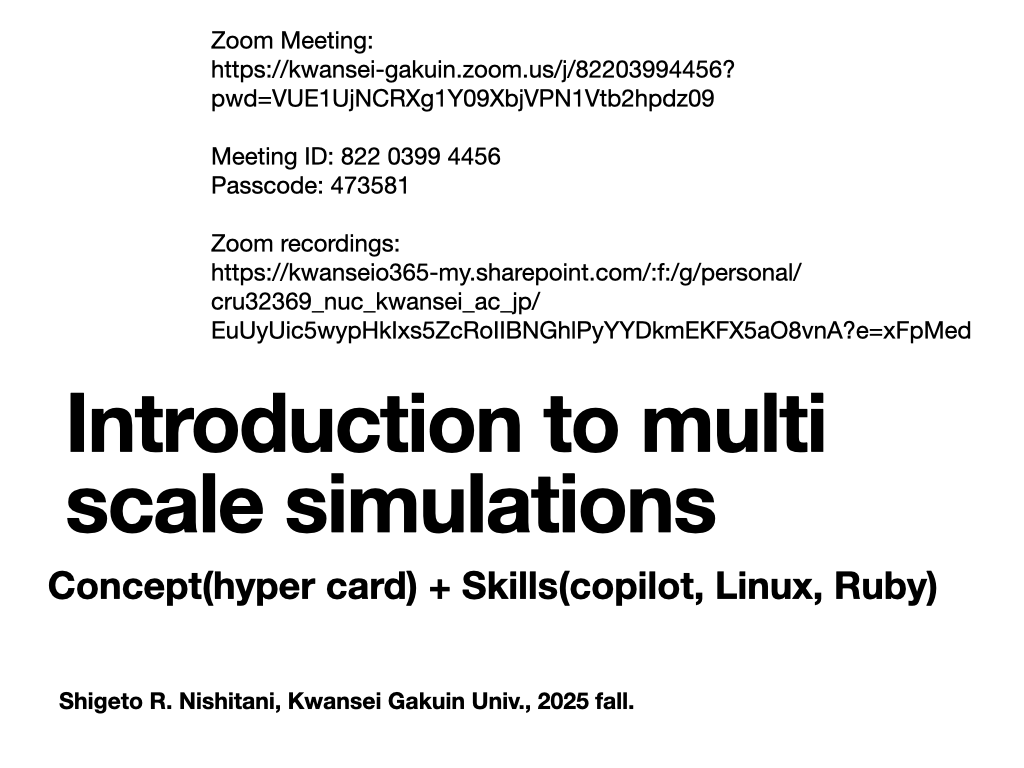 Zoom Meeting:
https://kwansei-gakuin.zoom.us/j/82203994456?
pwd=VUE1UjNCRXg1Y09XbjVPN1Vtb2hpdz09
Meeting ID: 822 0399 4456
Passcode: 473581
Zoom recordings:
https://kwanseio365-my.sharepoint.com/:f:/g/personal/
cru32369_nuc_kwansei_ac_jp/
EuUyUic5wypHkIxs5ZcRoIIBNGhlPyYYDkmEKFX5aO8vnA?e=xFpMed
Introduction to multi
scale simulations
Concept(hyper card) + Skills(copilot, Linux, Ruby)
Shigeto R. Nishitani, Kwansei Gakuin Univ., 2025 fall.